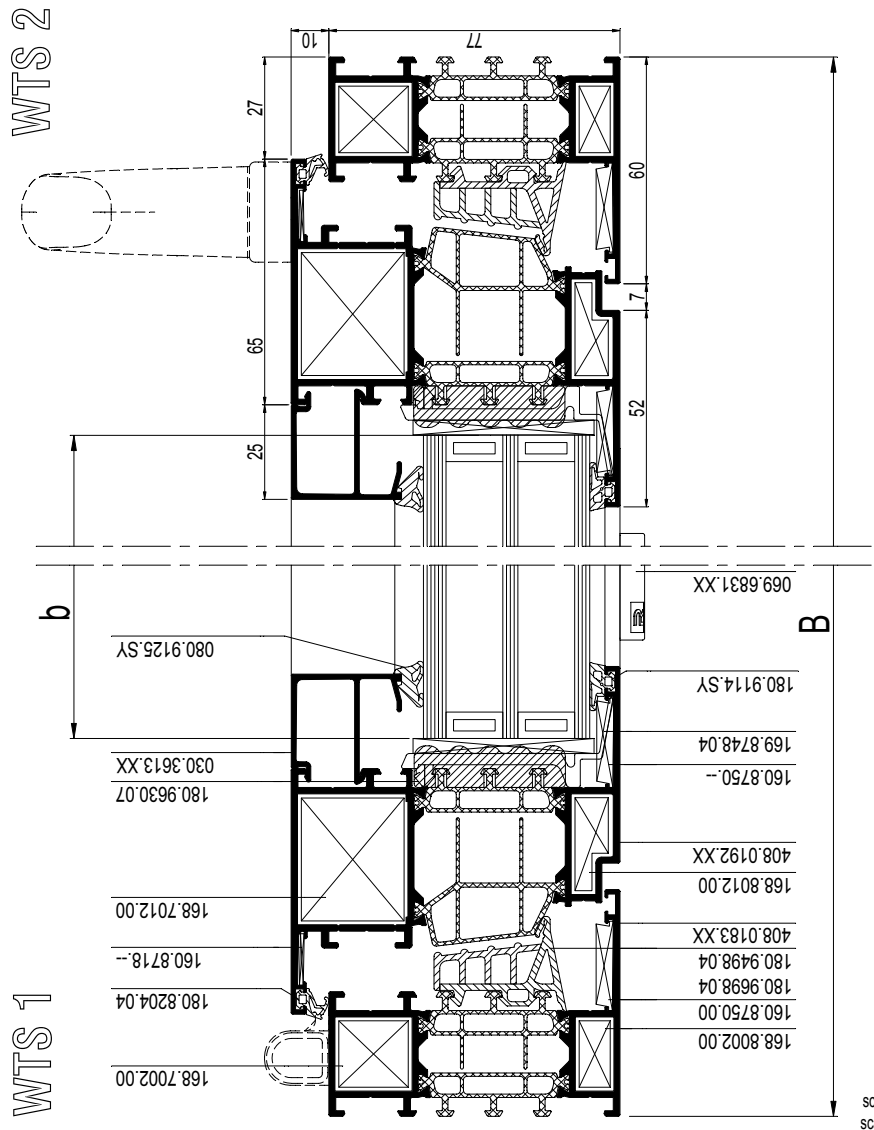 WTS 2
10
77
27
60
7
65
52
25
b
069.6831.XX
B
080.9125.SY
180.9114.SY
169.8748.04
030.3613.XX
160.8750.--
180.9630.07
408.0192.XX
168.8012.00
168.7012.00
408.0183.XX
160.8718.--
180.9498.04
180.9698.04
180.8204.04
160.8750.00
168.8002.00
168.7002.00
WTS 1
R
sc
sc